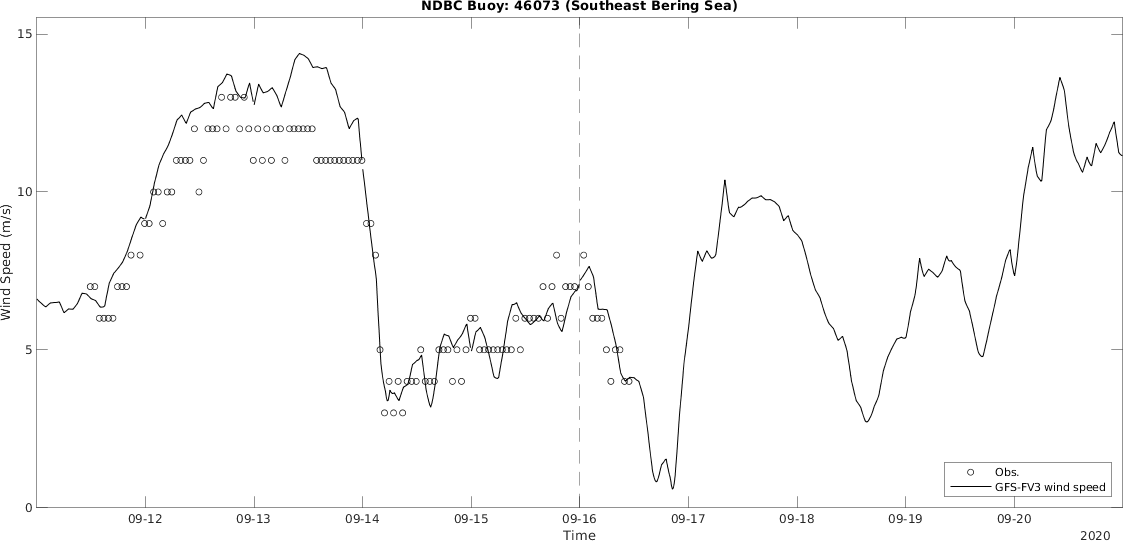 NDBC Buoy: 46073 (Southeast Bering Sea)
15
10
5
0
Wind Speed (m/s)
09-12 09-13 09-14 09-15 09-16 09-17 09-18 09-19 09-20
Time
2020
Obs.
GFS-FV3 wind speed